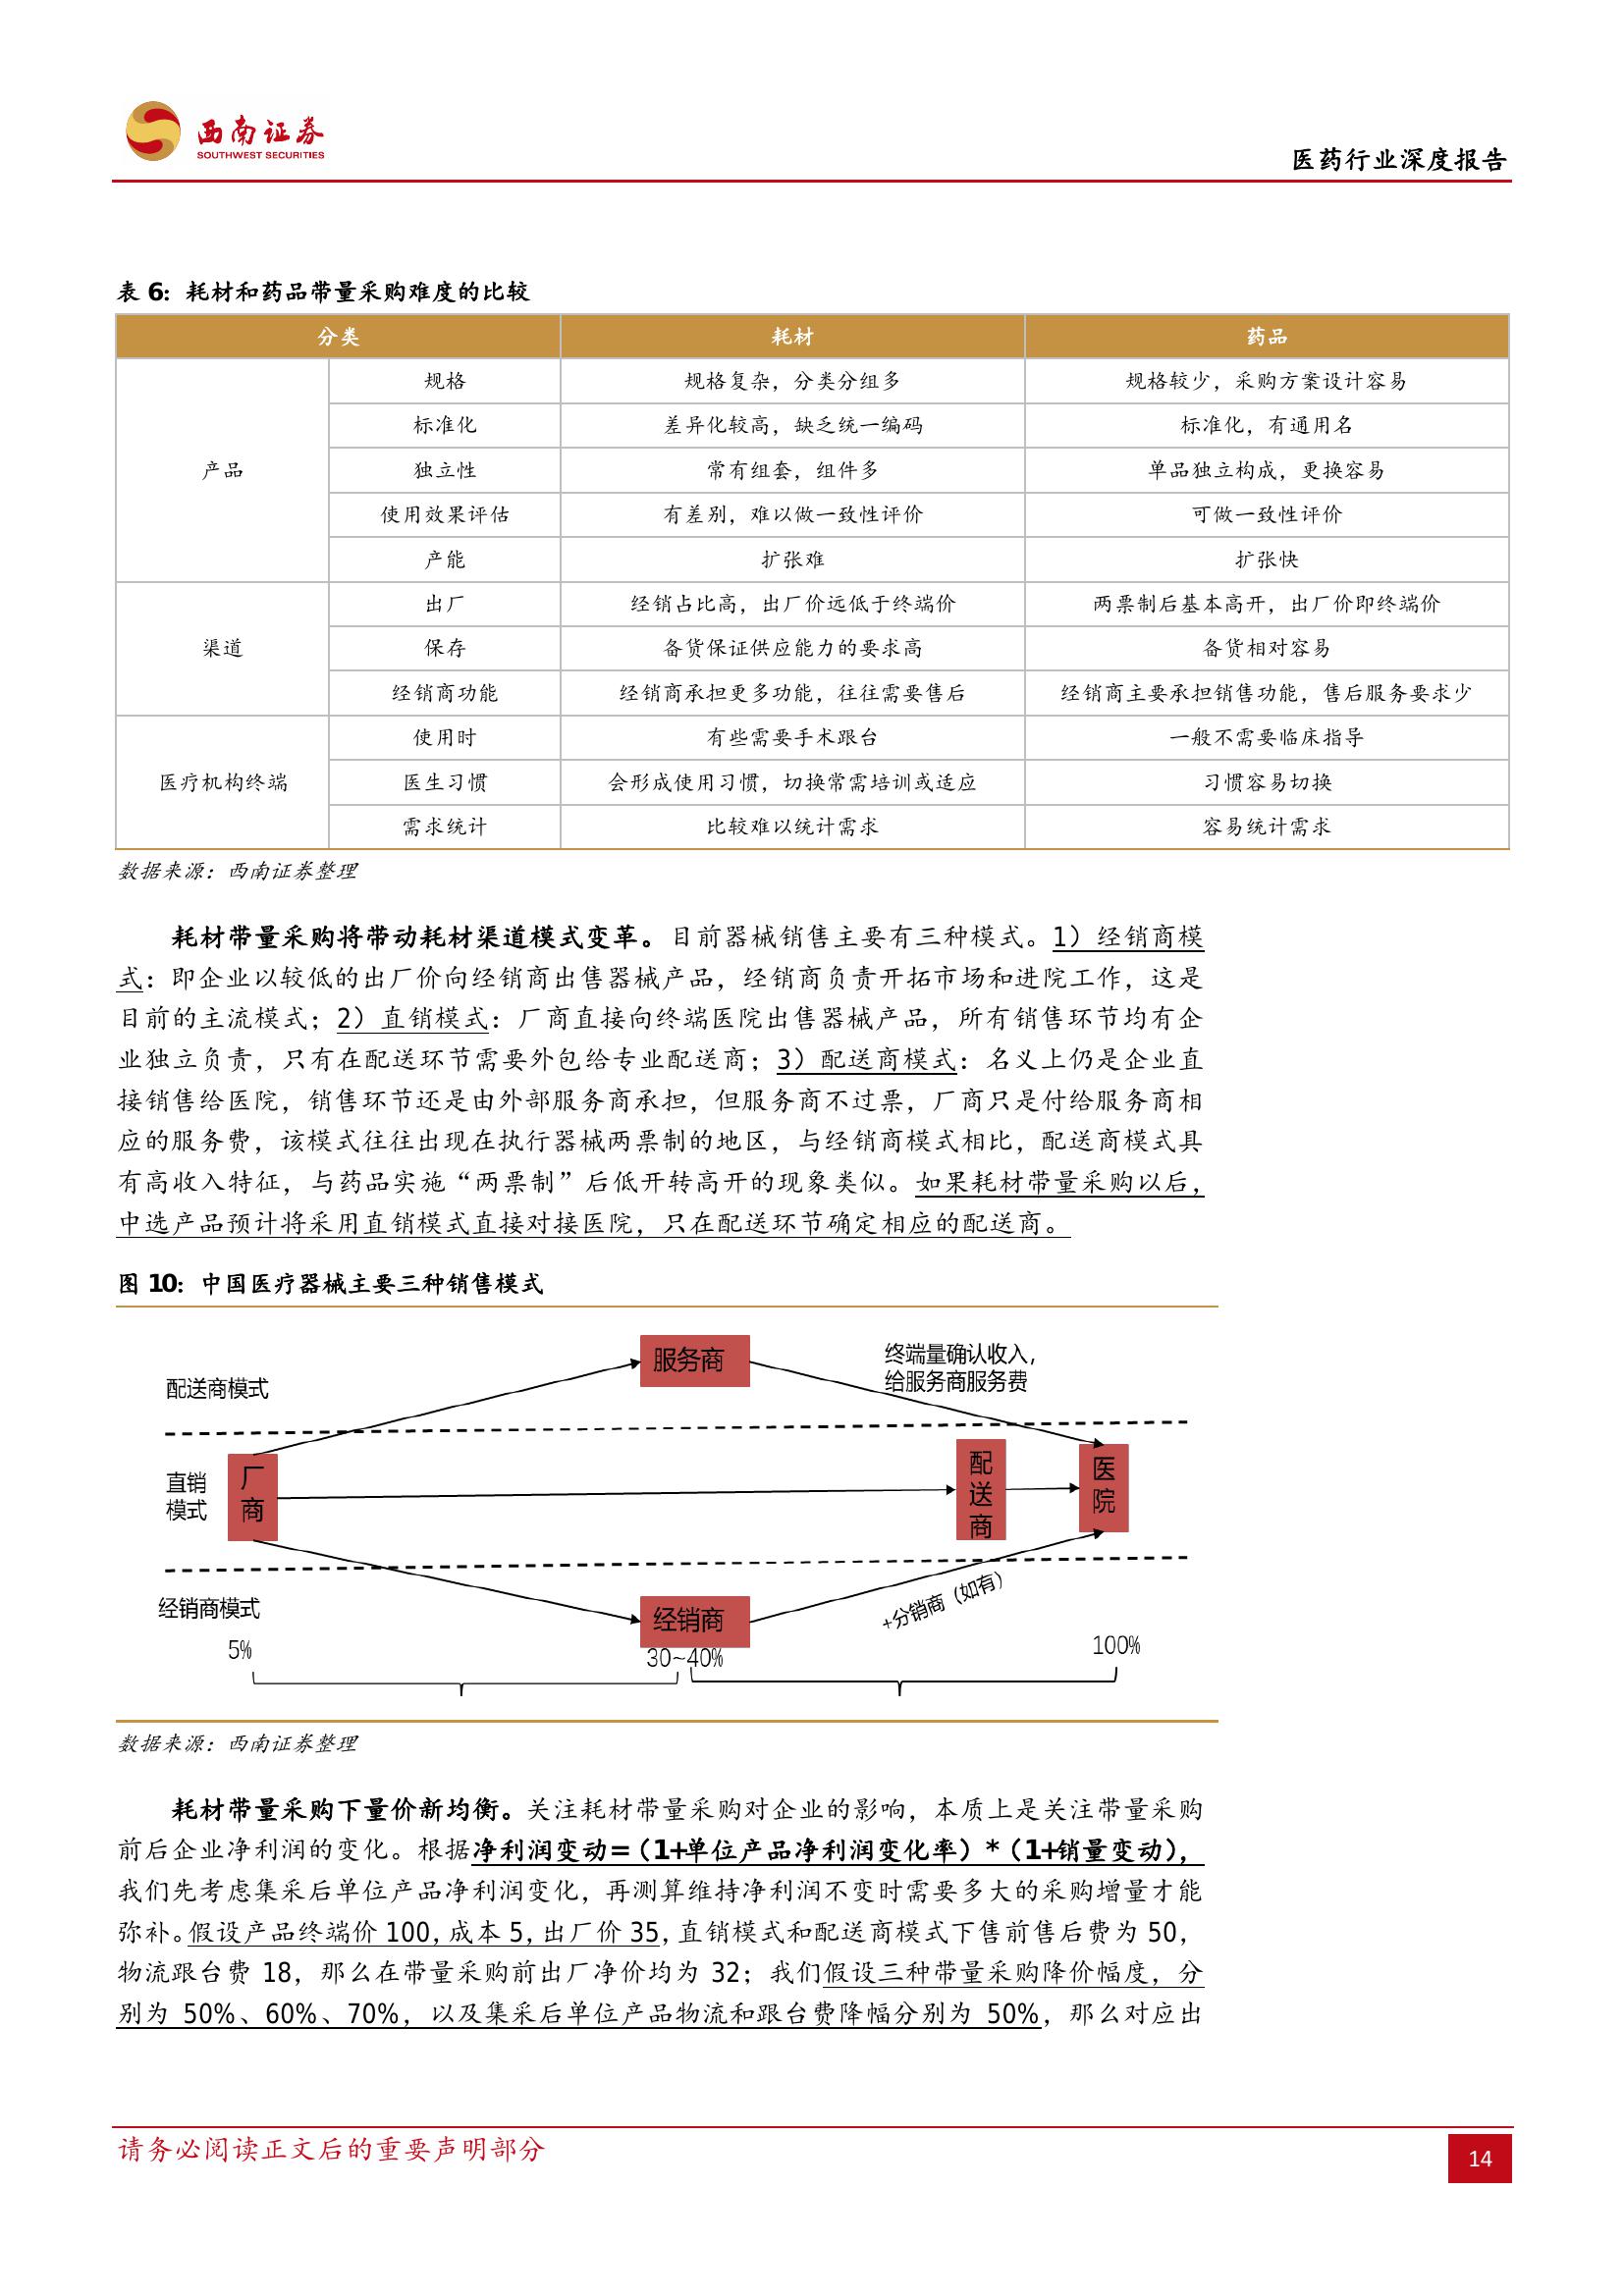 西南证券
SOUTHWEST SECURITIES
医药行业深度报告
表 6：耗材和药品带量采购难度的比较
分类 耗材 药品
产品 规格 规格复杂，分类分组多 规格较少，采购方案设计容易
标准化 差异化较高，缺乏统一编码 标准化，有通用名
独立性 常有组套，组件多 单品独立构成，更换容易
使用效果评估 有差别，难以做一致性评价 可做一致性评价
产能 扩张难 扩张快
渠道 出厂 经销占比高，出厂价远低于终端价 两票制后基本高开，出厂价即终端价
保存 备货保证供应能力的要求高 备货相对容易
经销商功能 经销商承担更多功能，往往需要售后 经销商主要承担销售功能，售后服务要求少
医疗机构终端 使用时 有些需要手术跟台 一般不需要临床指导
医生习惯 会形成使用习惯，切换常需培训或适应 习惯容易切换
需求统计 比较难以统计需求 容易统计需求
数据来源：西南证券整理
耗材带量采购将带动耗材渠道模式变革。目前器械销售主要有三种模式。1）经销商模
式：即企业以较低的出厂价向经销商出售器械产品，经销商负责开拓市场和进院工作，这是
目前的主流模式；2）直销模式：厂商直接向终端医院出售器械产品，所有销售环节均有企
业独立负责，只有在配送环节需要外包给专业配送商；3）配送商模式：名义上仍是企业直
接销售给医院，销售环节还是由外部服务商承担，但服务商不过票，厂商只是付给服务商相
应的服务费，该模式往往出现在执行器械两票制的地区，与经销商模式相比，配送商模式具
有高收入特征，与药品实施“两票制”后低开转高开的现象类似。如果耗材带量采购以后，
中选产品预计将采用直销模式直接对接医院，只在配送环节确定相应的配送商。
图 10：中国医疗器械主要三种销售模式
服务商
终端量确认收入，
给服务商服务费
配送商模式
直销
模式
厂
商
配
送
商
医
院
经销商模式
经销商
+分销商（如有）
5%
30~40%
100%
数据来源：西南证券整理
耗材带量采购下量价新均衡。关注耗材带量采购对企业的影响，本质上是关注带量采购
前后企业净利润的变化。根据净利润变动=（1+单位产品净利润变化率）*（1+销量变动），
我们先考虑集采后单位产品净利润变化，再测算维持净利润不变时需要多大的采购增量才能
弥补。假设产品终端价 100，成本 5，出厂价 35，直销模式和配送商模式下售前售后费为 50，
物流跟台费 18，那么在带量采购前出厂净价均为 32；我们假设三种带量采购降价幅度，分
别为 50%、60%、70%，以及集采后单位产品物流和跟台费降幅分别为 50%，那么对应出
请务必阅读正文后的重要声明部分
14